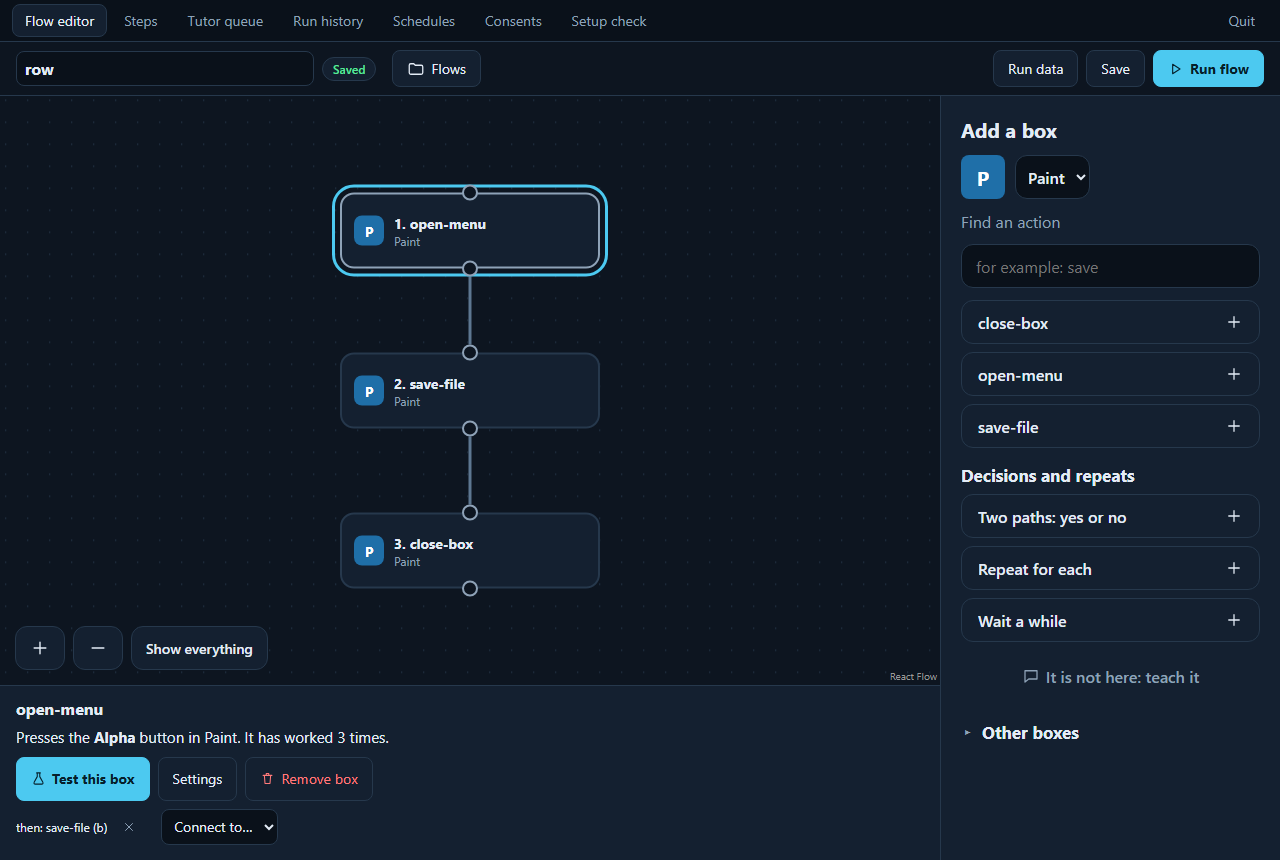 Flow editor
Steps
Tutor queue
Run history
Schedules
Consents
Setup check
Quit
row
Saved
Flows
Run data
Save
Run flow
P
1. open-menu
Paint
P
2. save-file
Paint
P
3. close-box
Paint
Show everything
React Flow
Add a box
P
Paint
Find an action
for example: save
close-box
open-menu
save-file
Decisions and repeats
Two paths: yes or no
Repeat for each
Wait a while
It is not here: teach it
Other boxes
open-menu
Presses the Alpha button in Paint. It has worked 3 times.
Test this box
Settings
Remove box
then: save-file (b)
Connect to...